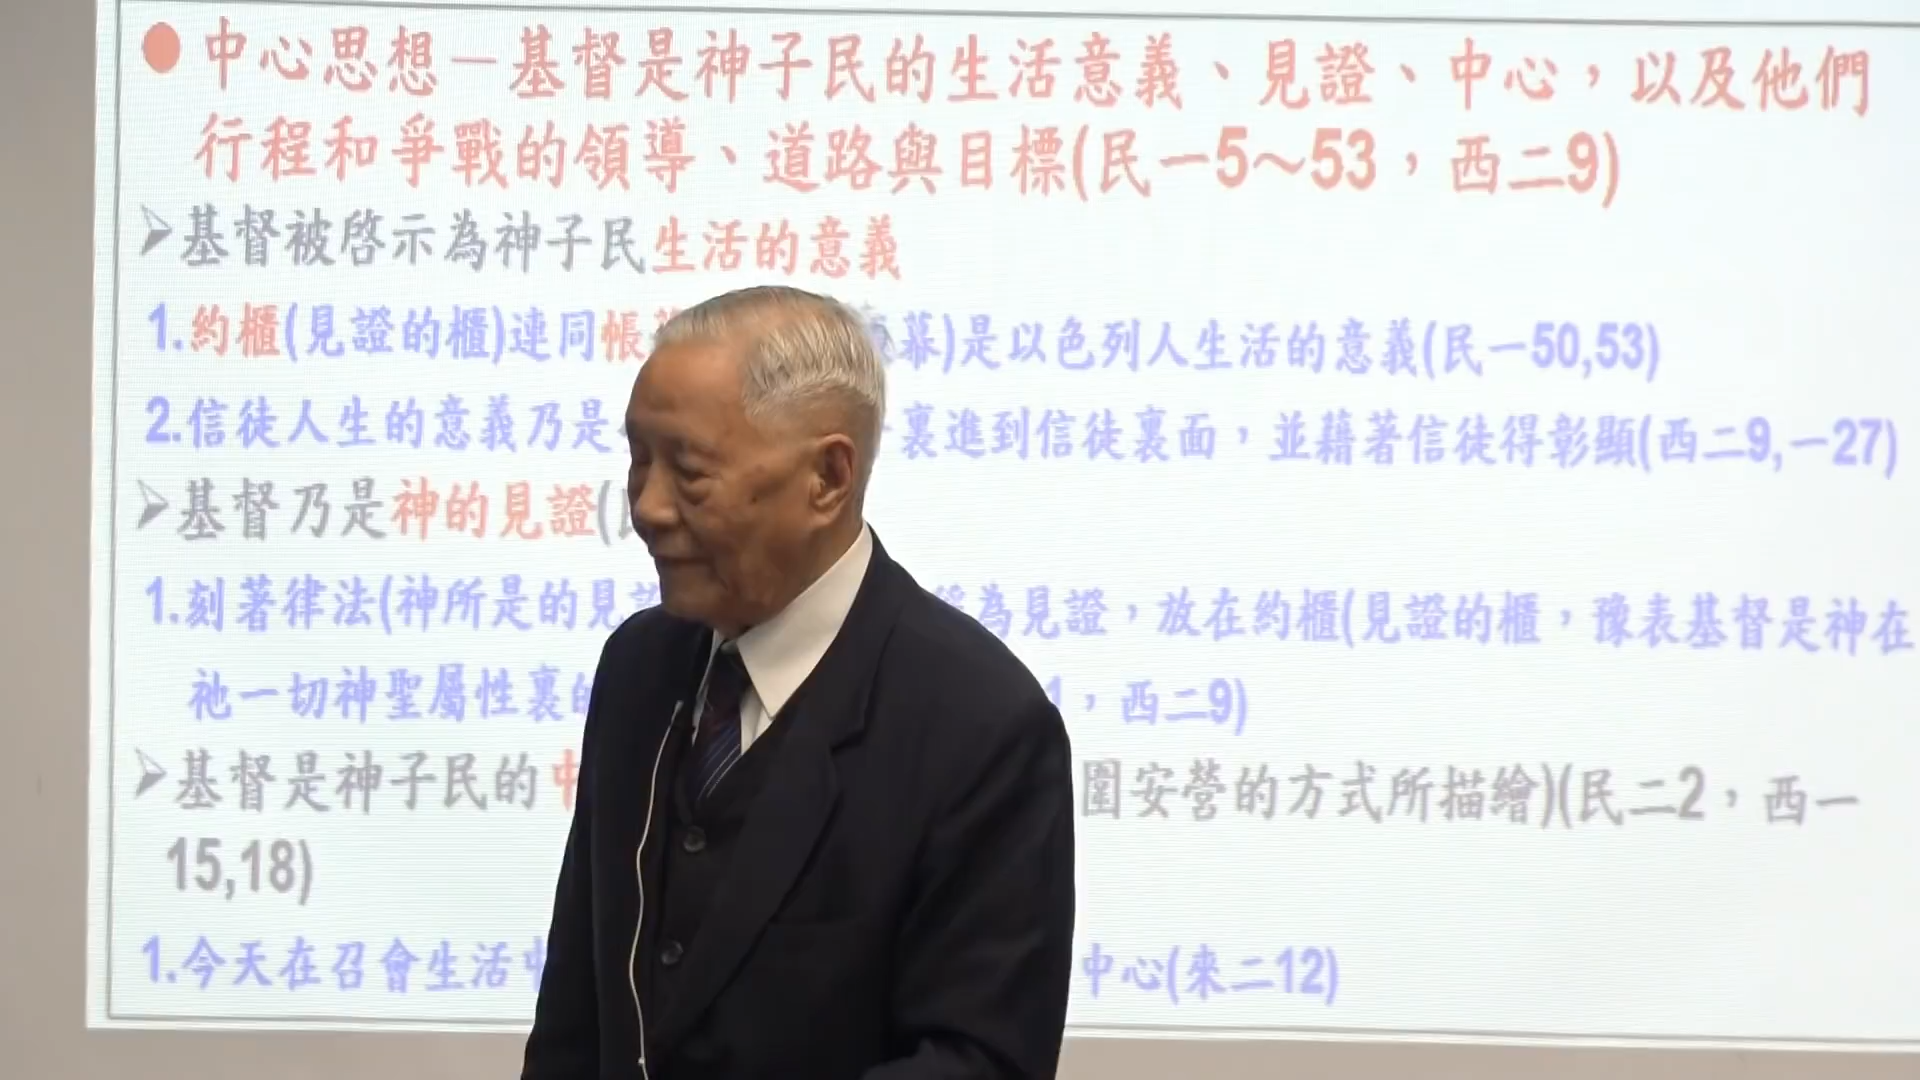 ●中心思想－基督是神子民的生活意義、見證、中心，以及他們
行程和爭戰的領導、道路與目標(民一5～53，西二9)
➢基督被啓示為神子民生活的意義
1.約櫃(見證的櫃)連同帳 幕)是以色列人生活的意義(民一50,53)
2.信徒人生的意義乃是 裏進到信徒裏面，並藉著信徒得彰顯(西二9,一27)
➢基督乃是神的見證(
1.刻著律法(神所是的見 為見證，放在約櫃(見證的櫃，豫表基督是神在
祂一切神聖屬性裏 ，西二9)
➢基督是神子民的 圍安營的方式所描繪)(民二2，西一
15,18)
1.今天在召會生活 中心(來二12)